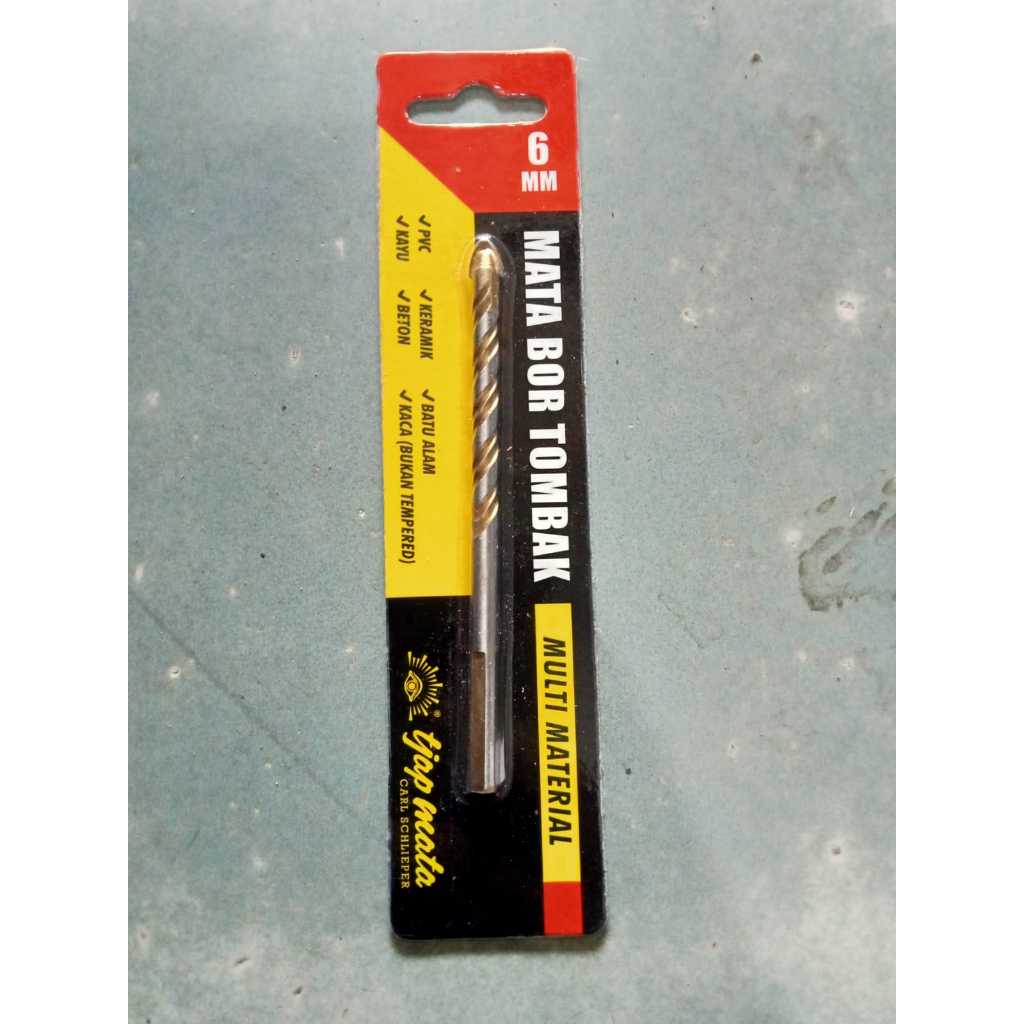 6
MM
MATA BOR TOMBAK
MULTI MATERIAL
✓ PVC
✓ KAYU
✓ KERAMIK
✓ BETON
✓ BATU ALAM
✓ KACA (BUKAN TEMPERED)
®
tjap mata
CARL SCHLIEPER